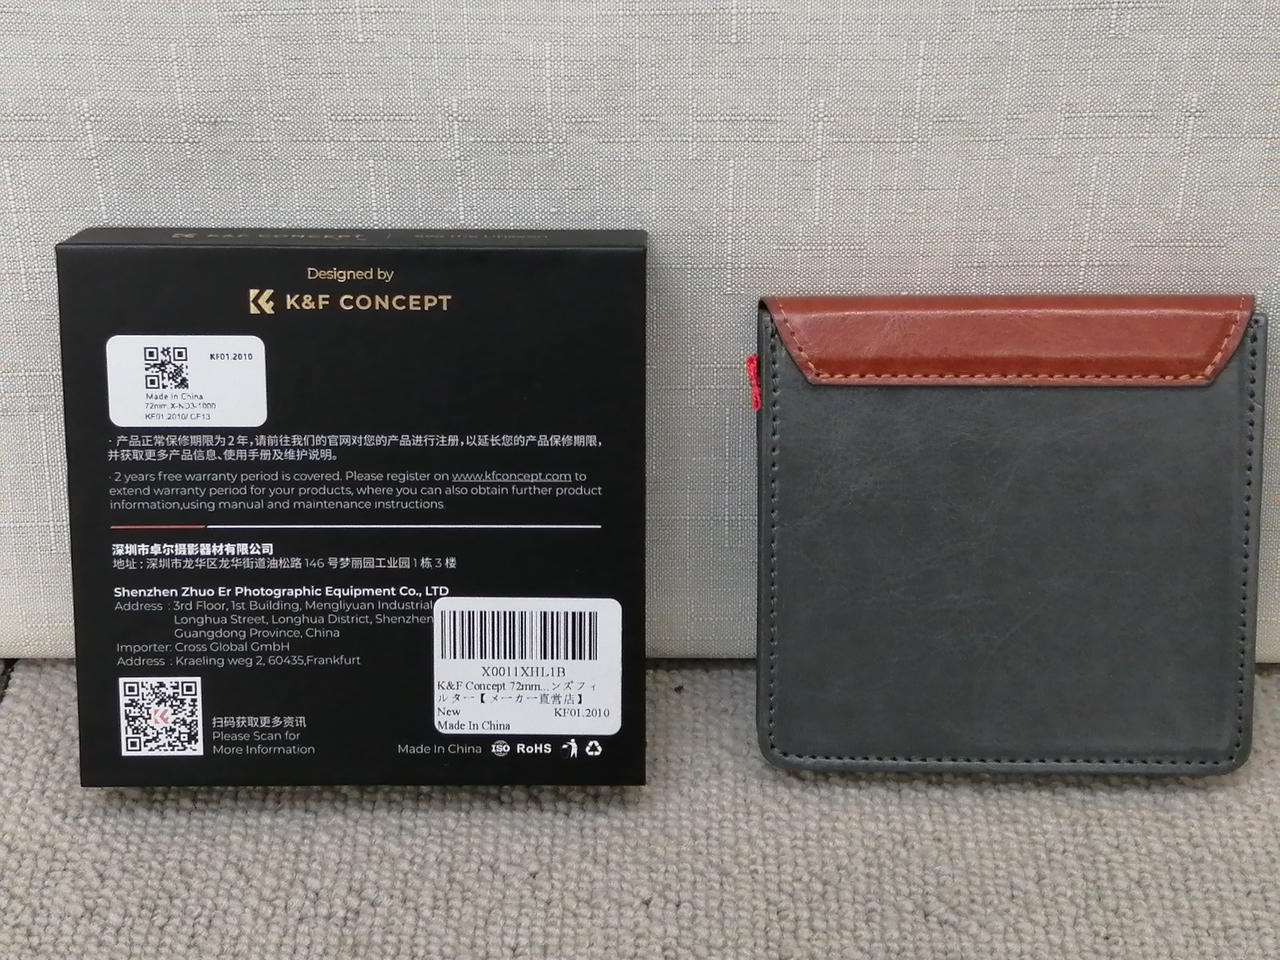 K&F CONCEPT / See the Unseen
Designed by
K&F CONCEPT
KF01.2010
Made In China
72mm X-ND3-1000
KF01.2010/ GF13
· 产品正常保修期限为2年,请前往我们的官网对您的产品进行注册,以延长您的产品保修期限,
并获取更多产品信息、使用手册及维护说明。
· 2 years free warranty period is covered. Please register on www.kfconcept.com to
extend warranty period for your products, where you can also obtain further product
information,using manual and maintenance instructions.
深圳市卓尔摄影器材有限公司
地址 : 深圳市龙华区龙华街道油松路 146 号梦丽园工业园 1 栋 3 楼
Shenzhen Zhuo Er Photographic Equipment Co., LTD
Address : 3rd Floor, 1st Building, Mengliyuan Industrial
Longhua Street, Longhua District, Shenzhen
Guangdong Province, China
Importer: Cross Global GmbH
Address : Kraeling weg 2, 60435,Frankfurt
X0011XHL1B
K&F Concept 72mm...ンズフィ
ルター【メーカー直営店】
New KF01.2010
Made In China
扫码获取更多资讯
Please Scan for
More Information
Made In China ISO RoHS